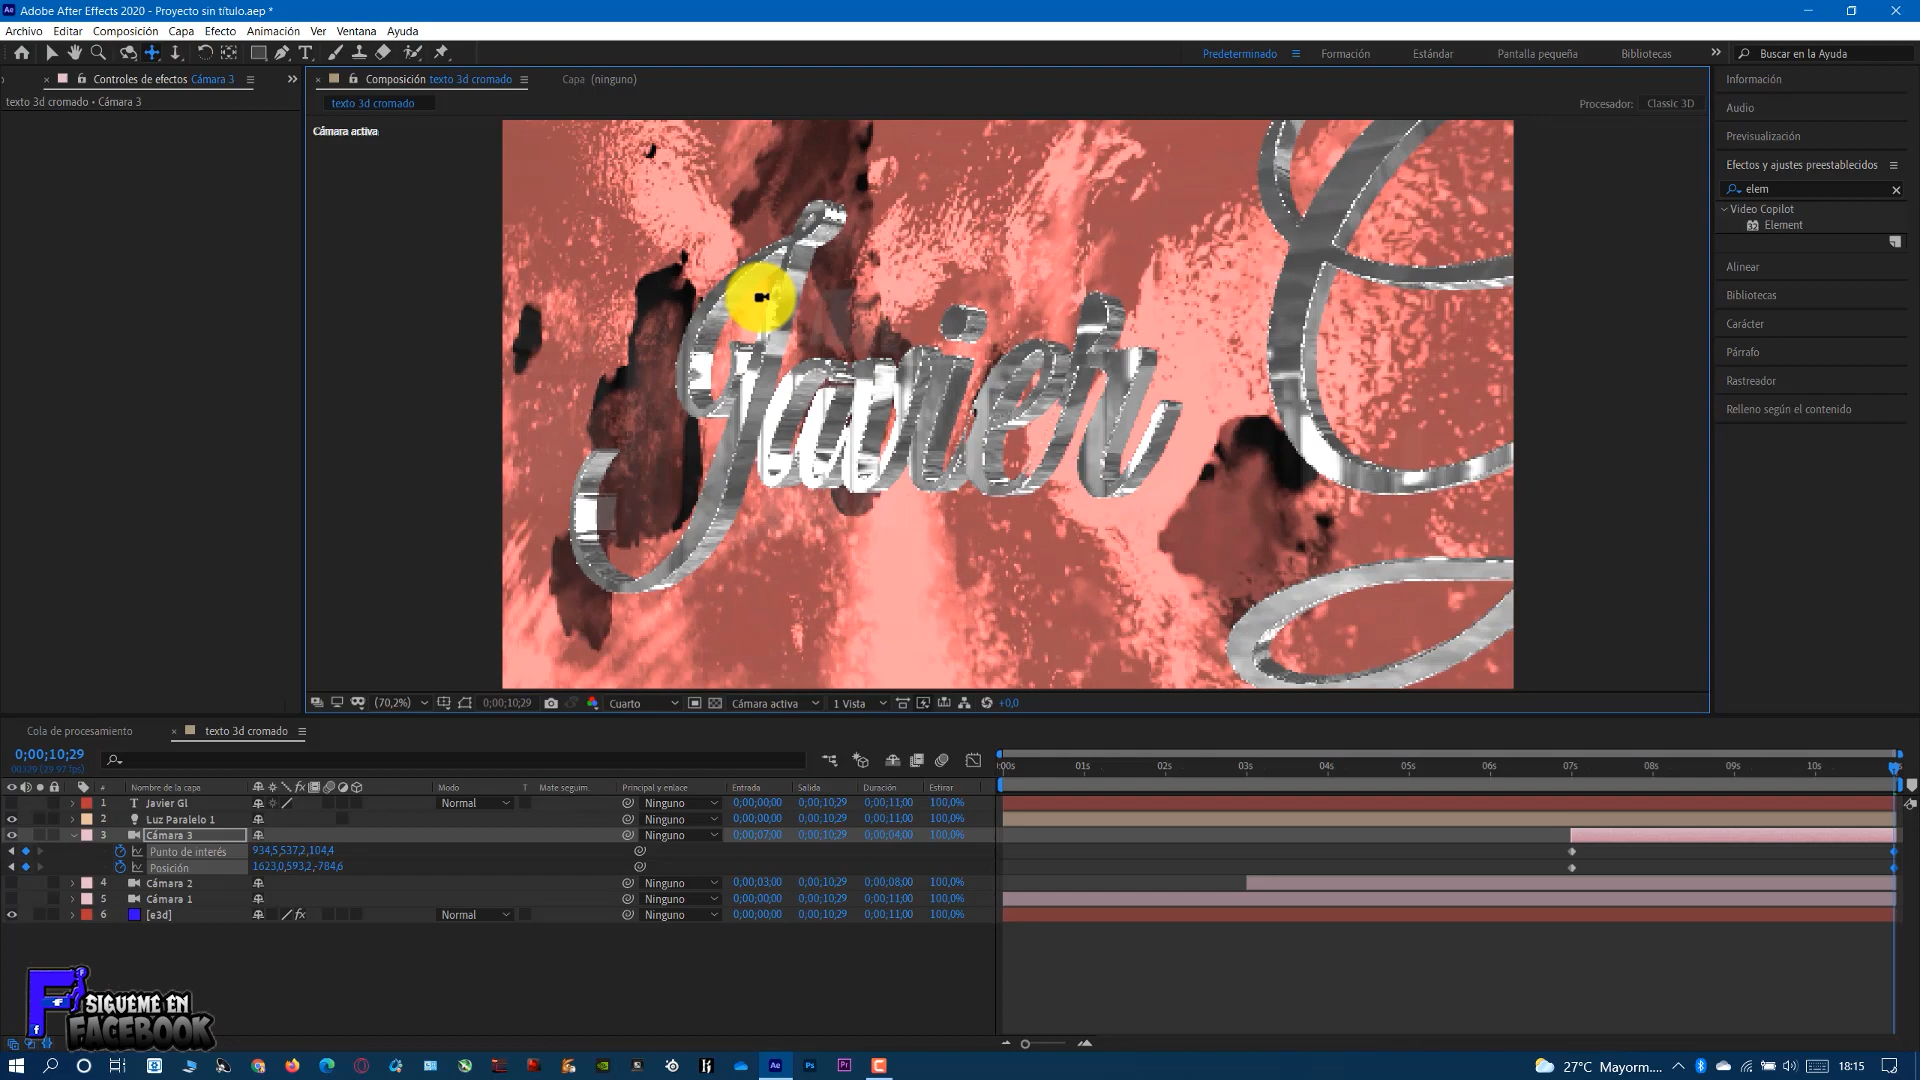 Adobe After Effects 2020 - Proyecto sin título.aep *
Archivo Editar Composición Capa Efecto Animación Ver Ventana Ayuda
Predeterminado Formación Estándar Pantalla pequeña Bibliotecas Buscar en la Ayuda
Controles de efectos Cámara 3
Composición texto 3d cromado Capa (ninguno)
Información
texto 3d cromado • Cámara 3
texto 3d cromado
Procesador: Classic 3D
Audio
Cámara activa
Previsualización
Efectos y ajustes preestablecidos
elem
Video Copilot
Element
Alinear
Bibliotecas
Carácter
Párrafo
Rastreador
Relleno según el contenido
Javier
(70,2%) 0;00;10;29 Cuarto Cámara activa 1 Vista +0,0
Cola de procesamiento texto 3d cromado
0;00;10;29
00329 (29.97 fps)
:00s 01s 02s 03s 04s 05s 06s 07s 08s 09s 10s
# Nombre de la capa Modo T Mate seguim. Principal y enlace Entrada Salida Duración Estirar
1 T Javier Gl Normal Ninguno 0;00;00;00 0;00;10;29 0;00;11;00 100,0%
2 Luz Paralelo 1 Ninguno 0;00;00;00 0;00;10;29 0;00;11;00 100,0%
3 Cámara 3 Ninguno 0;00;07;00 0;00;10;29 0;00;04;00 100,0%
Punto de interés 934,5,537,2,104,4
Posición 1623,0,593,2,-784,6
4 Cámara 2 Ninguno 0;00;03;00 0;00;10;29 0;00;08;00 100,0%
5 Cámara 1 Ninguno 0;00;00;00 0;00;10;29 0;00;11;00 100,0%
6 [e3d] Normal Ninguno 0;00;00;00 0;00;10;29 0;00;11;00 100,0%
SIGUEME EN
FACEBOOK
27°C Mayorm.... 18:15